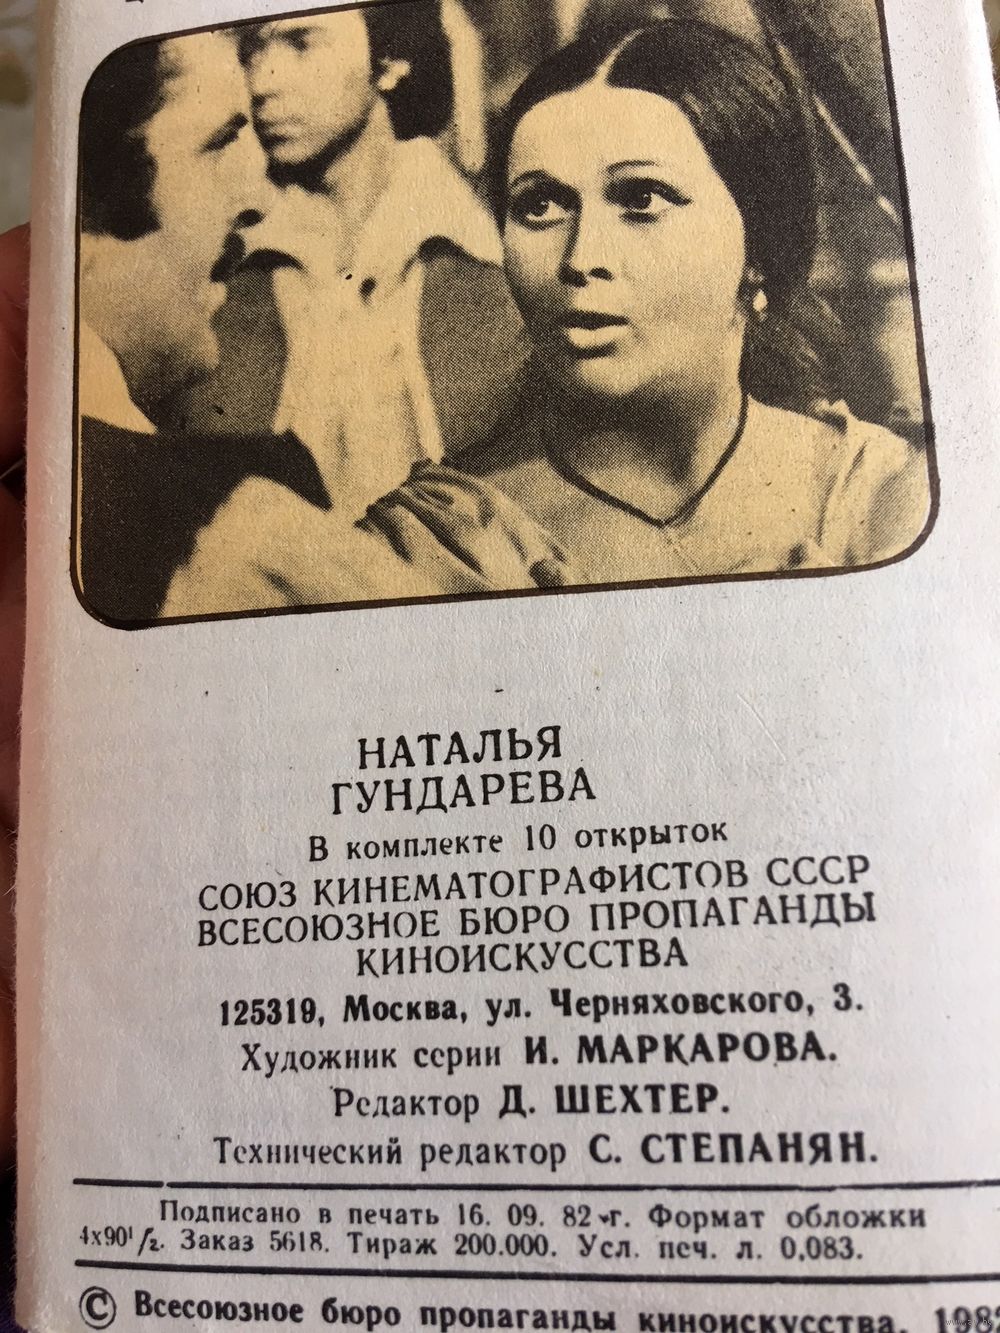 НАТАЛЬЯ
ГУНДАРЕВА
В комплекте 10 открыток
СОЮЗ КИНЕМАТОГРАФИСТОВ СССР
ВСЕСОЮЗНОЕ БЮРО ПРОПАГАНДЫ
КИНОИСКУССТВА
125319, Москва, ул. Черняховского, 3.
Художник серии И. МАРКАРОВА.
Редактор Д. ШЕХТЕР.
Технический редактор С. СТЕПАНЯН.
Подписано в печать 16. 09. 82 г. Формат обложки
4х90¹/₂. Заказ 5618. Тираж 200.000. Усл. печ. л. 0,083.
© Всесоюзное бюро пропаганды киноискусства.